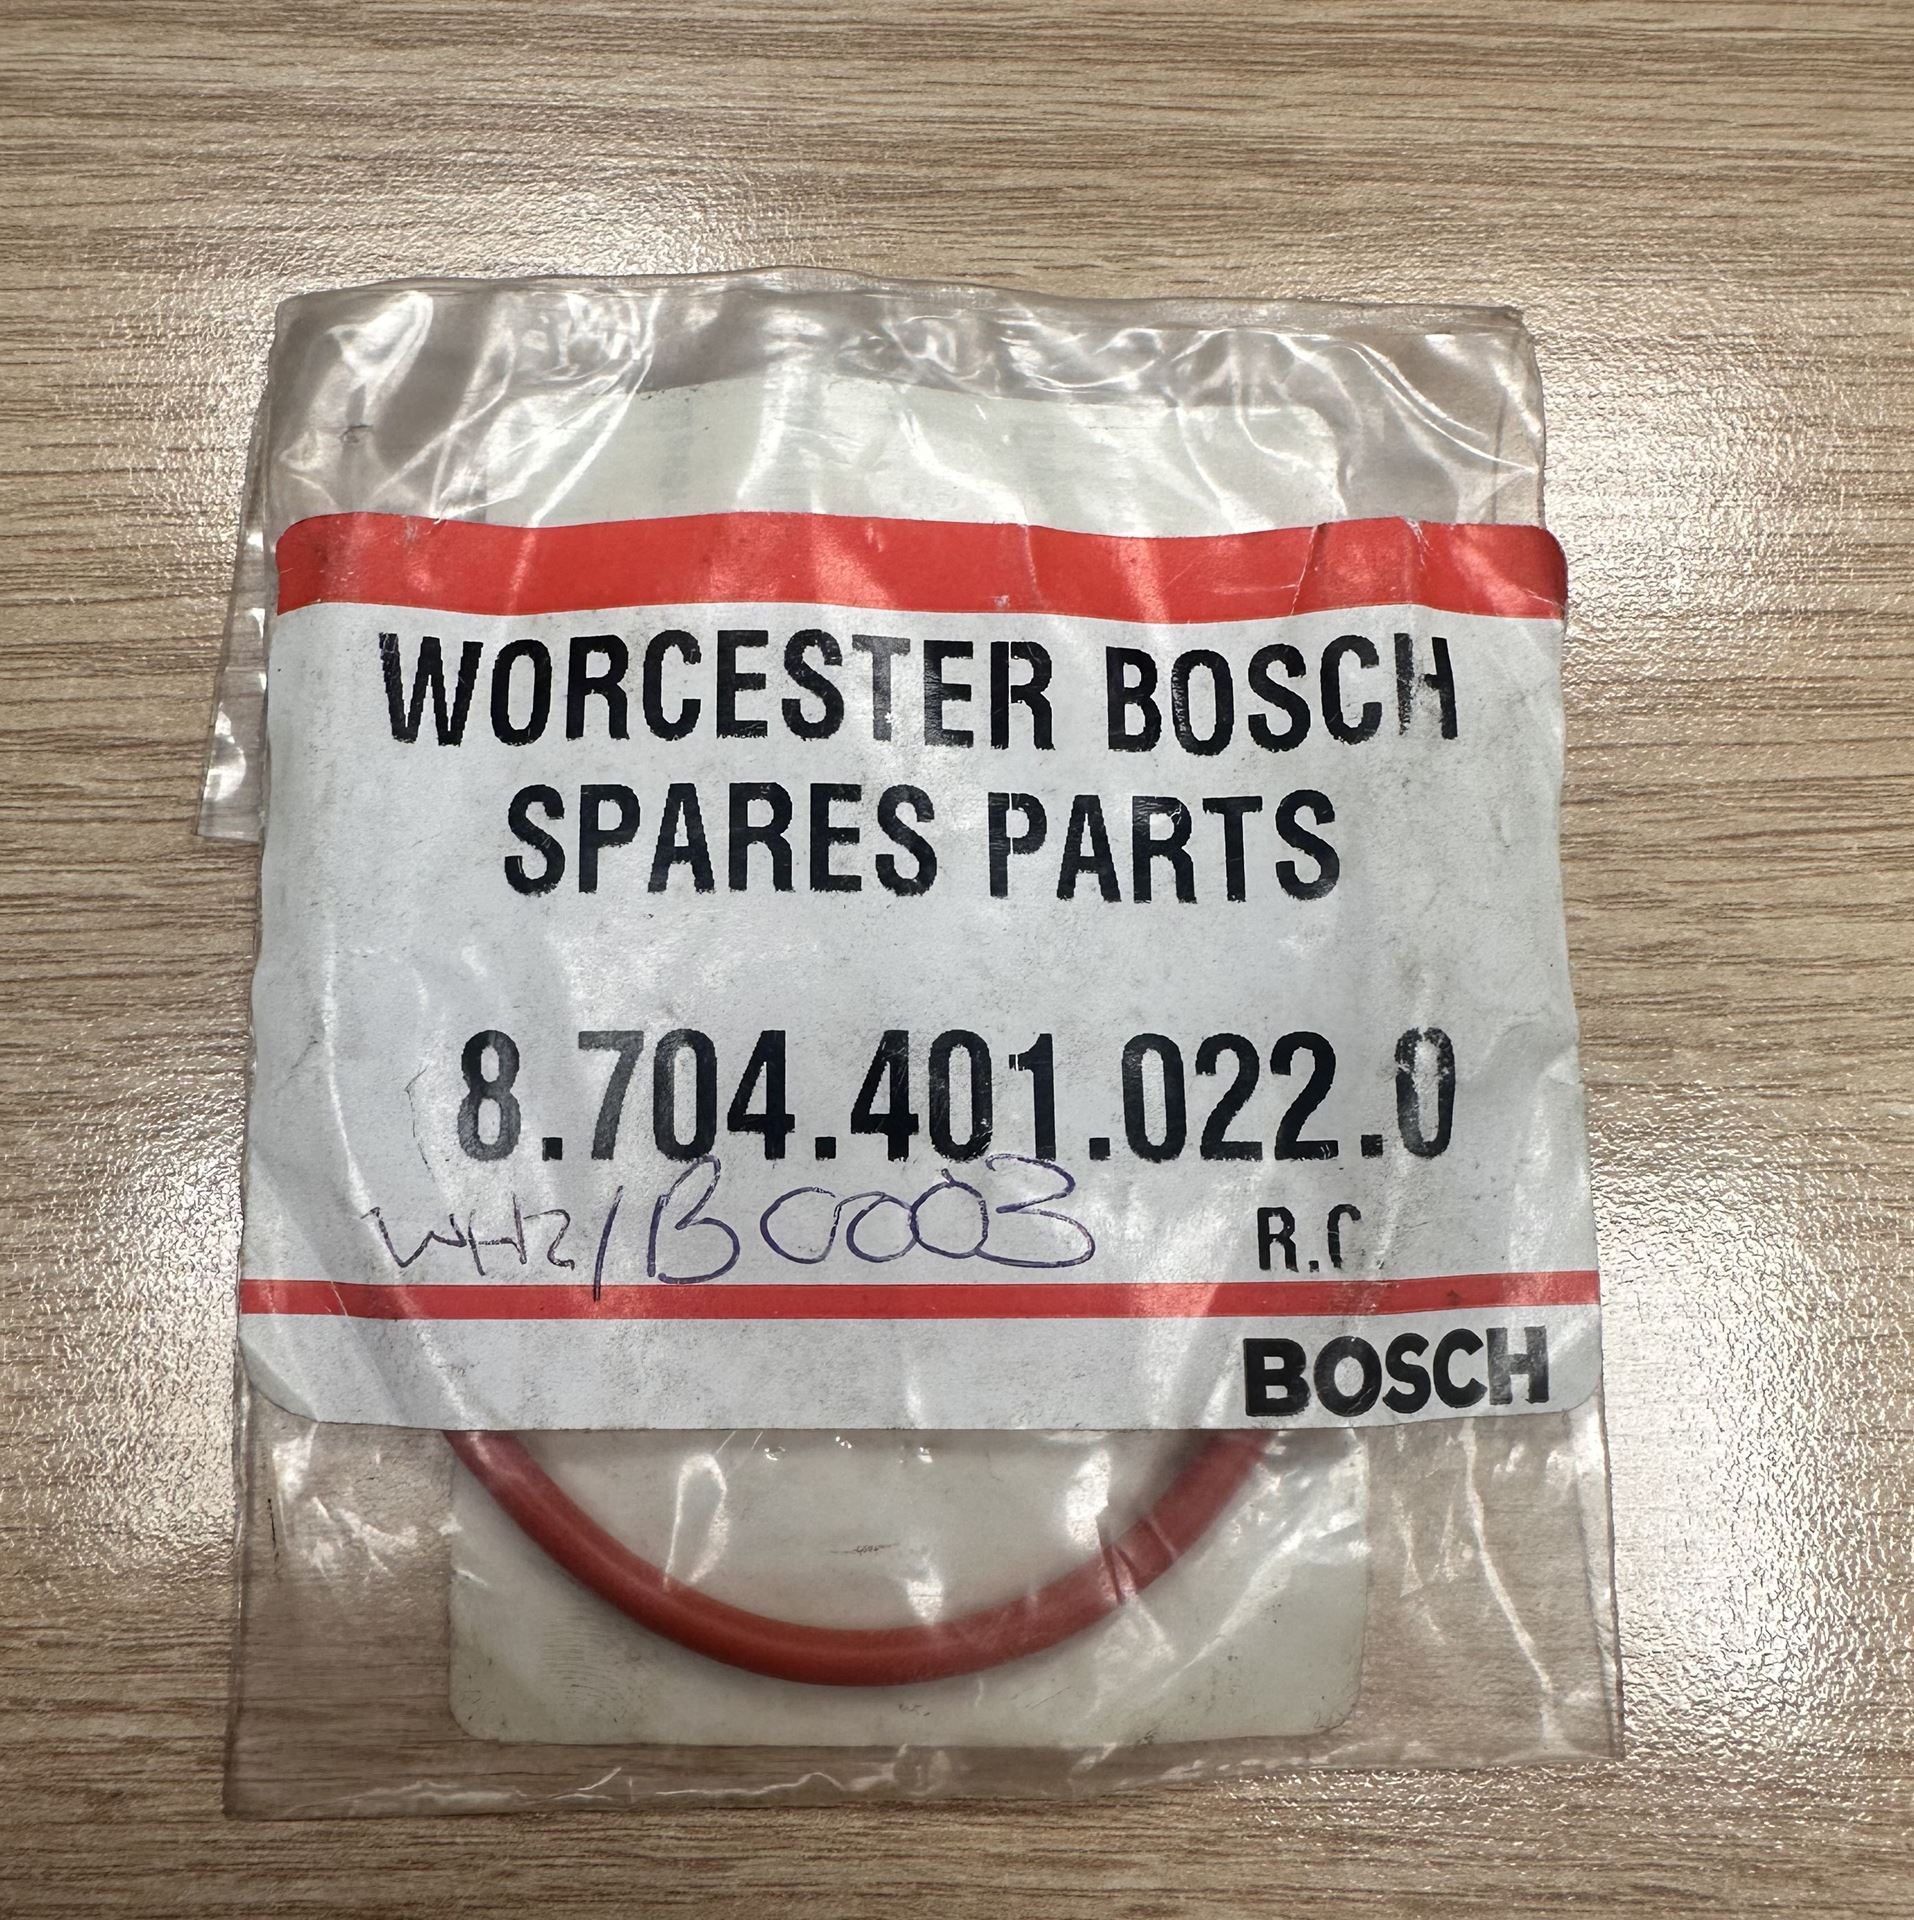 WORCESTER BOSCH
SPARES PARTS
8.704.401.022.0
WH2/B0003
BOSCH